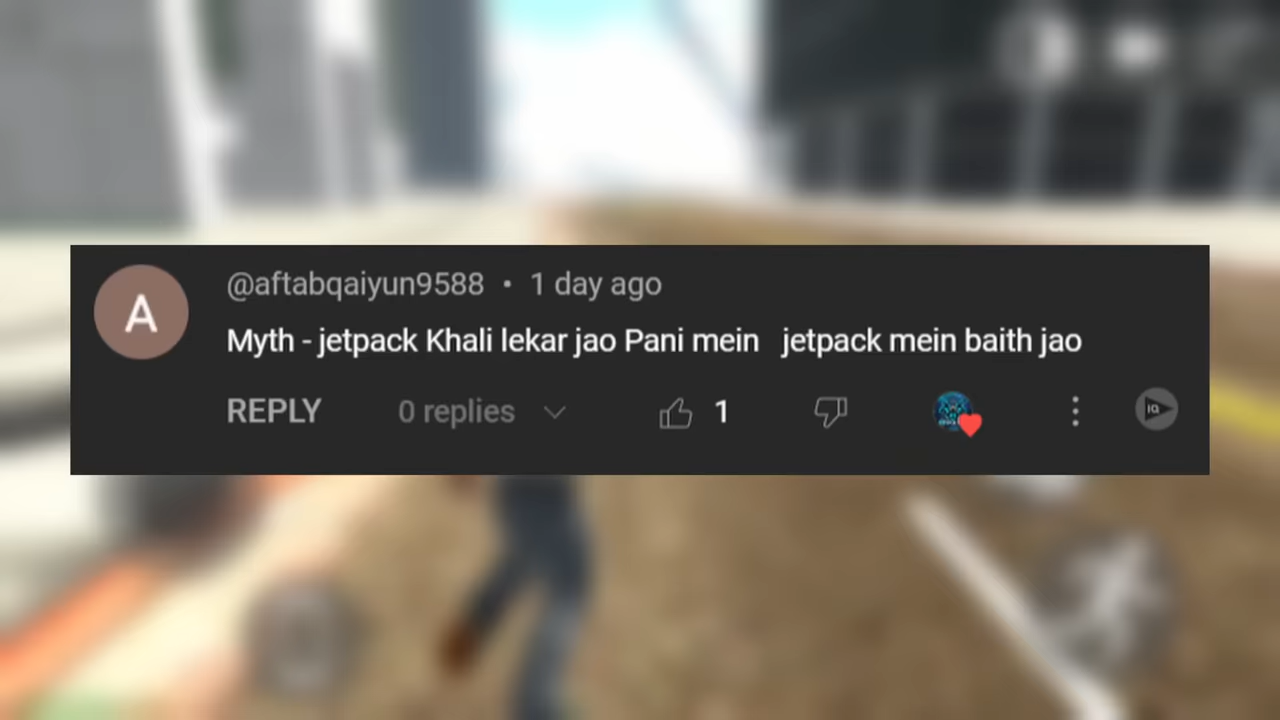 A
@aftabqaiyun9588 • 1 day ago
Myth - jetpack Khali lekar jao Pani mein jetpack mein baith jao
REPLY 0 replies 1